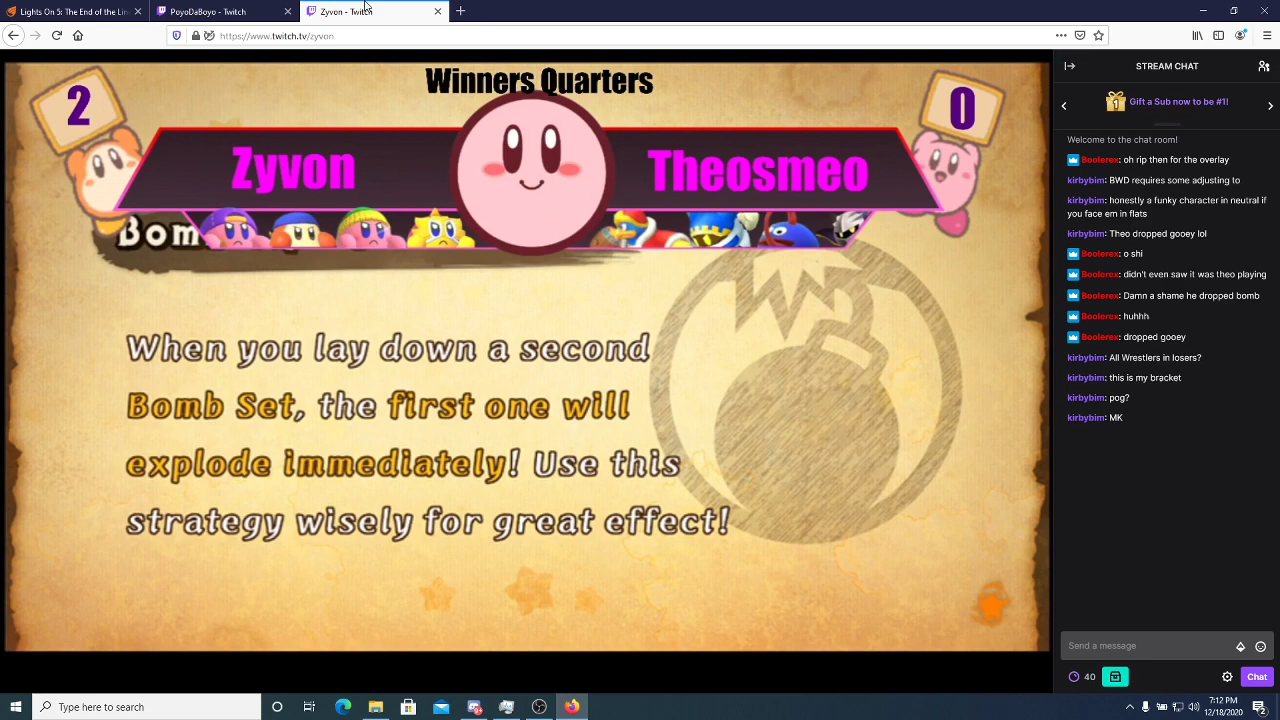 Lights On 5: The End of the Lin
PoyoDaBoyo - Twitch
Zyvon - Twitch
https://www.twitch.tv/zyvon
Winners Quarters
2
0
Zyvon
Theosmeo
Bom
When you lay down a second
Bomb Set, the first one will
explode immediately! Use this
strategy wisely for great effect!
STREAM CHAT
1
Gift a Sub now to be #1!
Welcome to the chat room!
Boolerex: oh rip then for the overlay
kirbybim: BWD requires some adjusting to
kirbybim: honestly a funky character in neutral if
you face em in flats
kirbybim: Theo dropped gooey lol
Boolerex: o shi
Boolerex: didn't even saw it was theo playing
Boolerex: Damn a shame he dropped bomb
Boolerex: huhhh
Boolerex: dropped gooey
kirbybim: All Wrestlers in losers?
kirbybim: this is my bracket
kirbybim: pog?
kirbybim: MK
Send a message
40
Chat
Type here to search
7:12 PM
12/18/2020
2